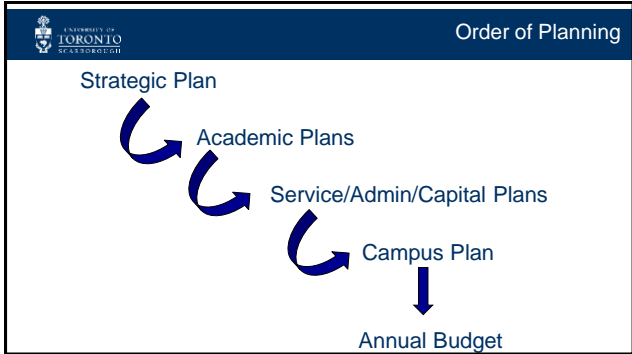 UNIVERSITY OF
TORONTO
SCARBOROUGH
Order of Planning
Strategic Plan
Academic Plans
Service/Admin/Capital Plans
Campus Plan
Annual Budget